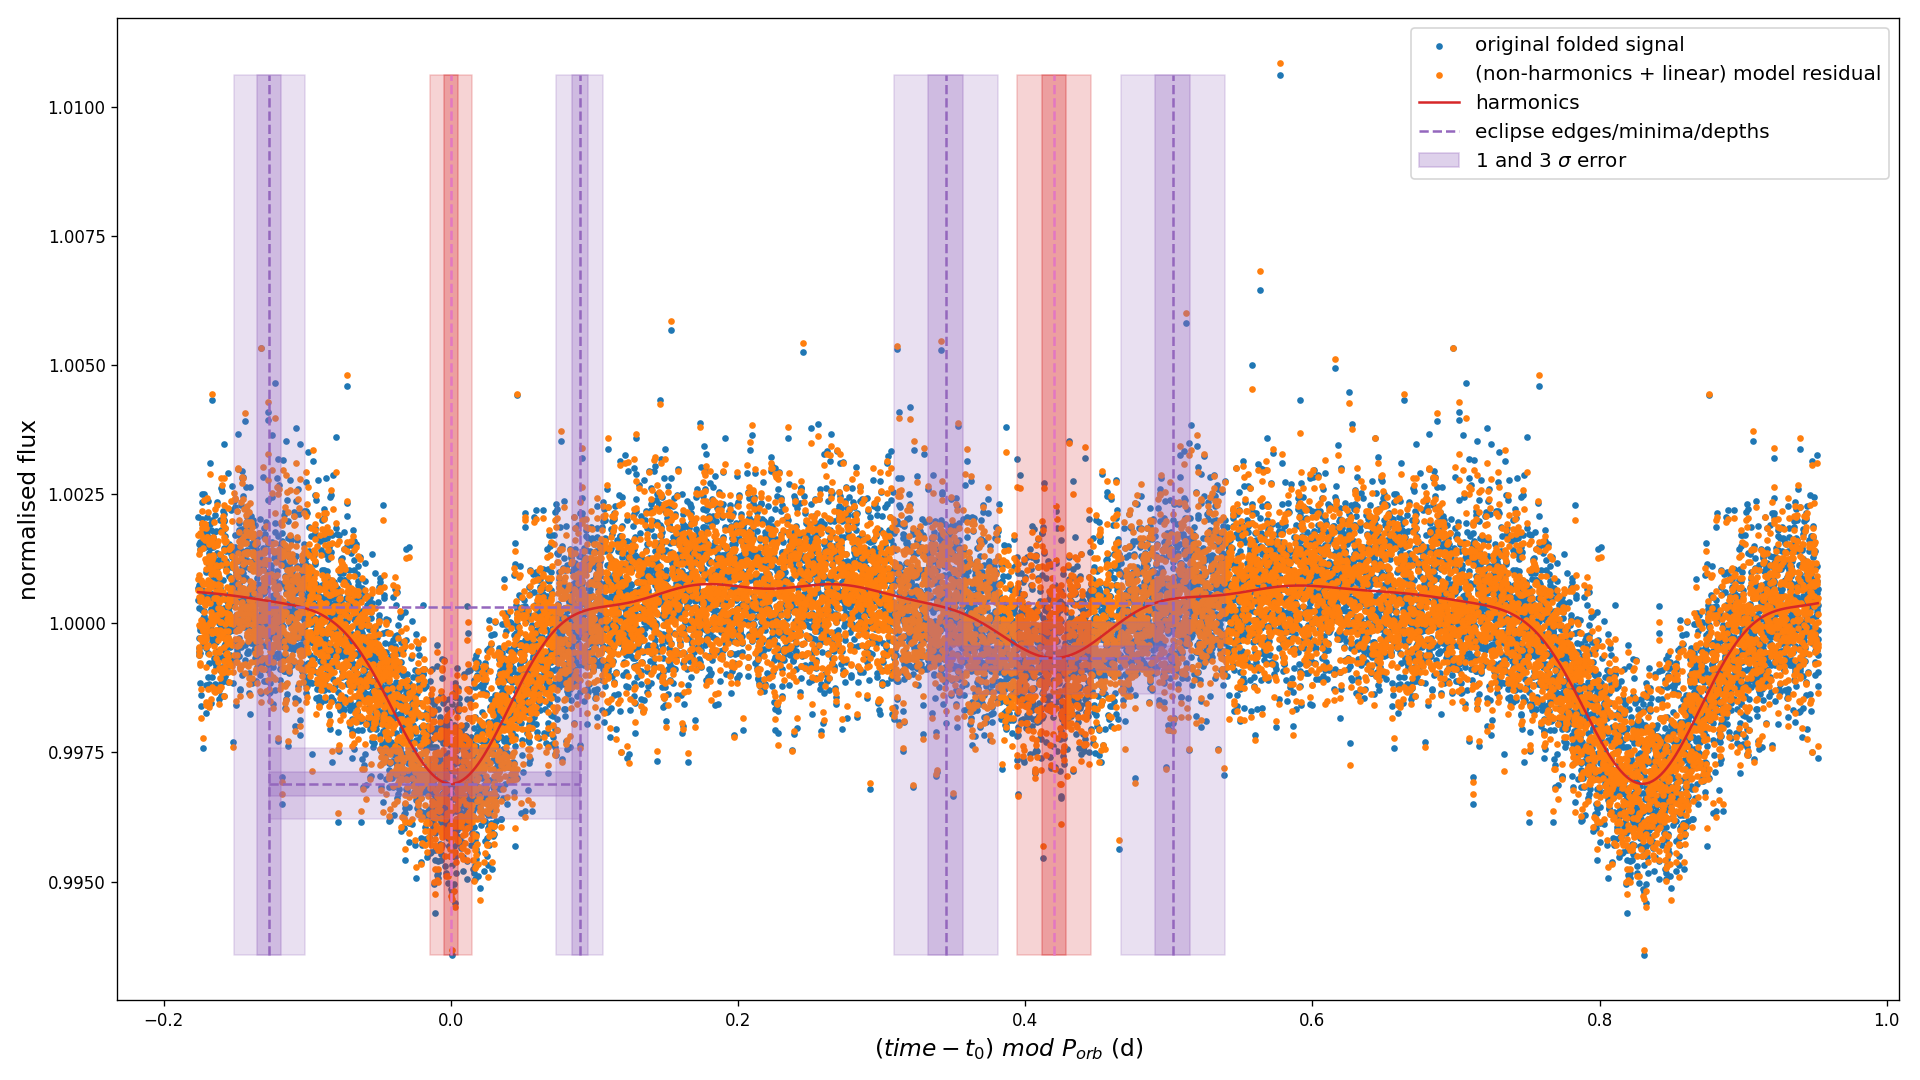 original folded signal
(non-harmonics + linear) model residual
harmonics
eclipse edges/minima/depths
1 and 3 σ error
normalised flux
1.0100
1.0075
1.0050
1.0025
1.0000
0.9975
0.9950
−0.2
0.0
0.2
0.4
0.6
0.8
1.0
(time − t₀) mod P_orb (d)